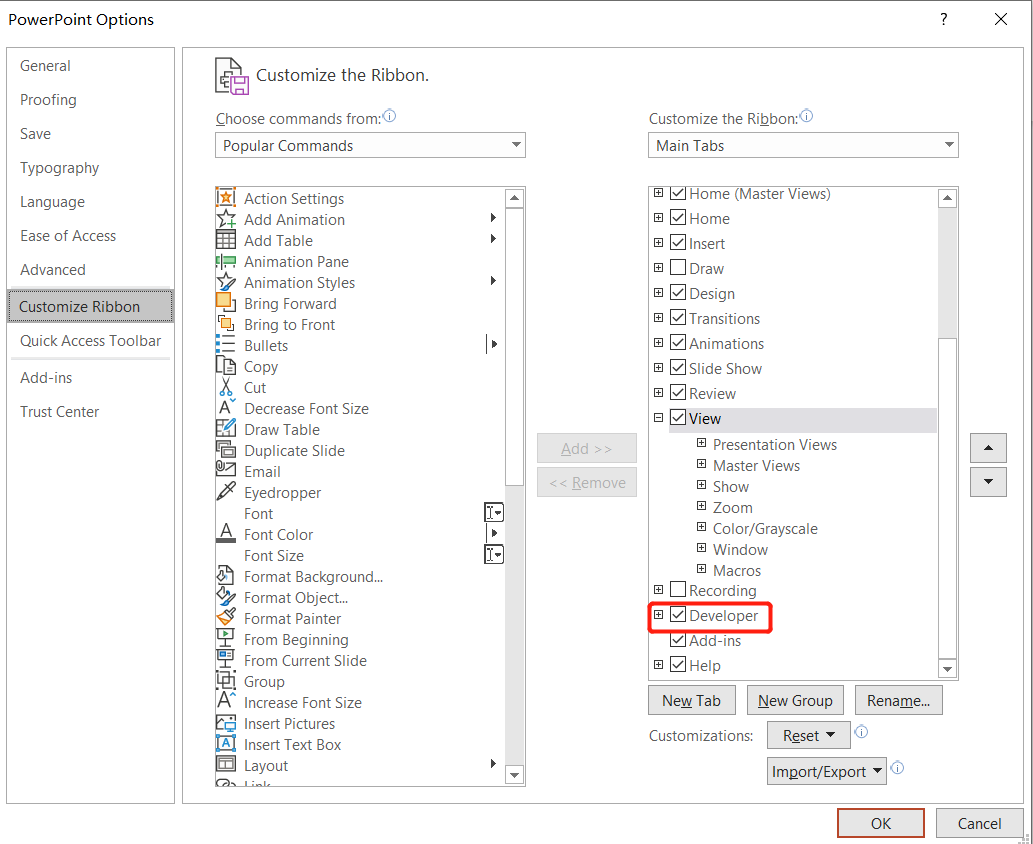 PowerPoint Options
?
General
Proofing
Save
Typography
Language
Ease of Access
Advanced
Customize Ribbon
Quick Access Toolbar
Add-ins
Trust Center
Customize the Ribbon.
Choose commands from:
Popular Commands
Action Settings
Add Animation
Add Table
Animation Pane
Animation Styles
Bring Forward
Bring to Front
Bullets
Copy
Cut
Decrease Font Size
Draw Table
Duplicate Slide
Email
Eyedropper
Font
Font Color
Font Size
Format Background...
Format Object...
Format Painter
From Beginning
From Current Slide
Group
Increase Font Size
Insert Pictures
Insert Text Box
Layout
Link
Add >>
<< Remove
Customize the Ribbon:
Main Tabs
Home (Master Views)
Home
Insert
Draw
Design
Transitions
Animations
Slide Show
Review
View
Presentation Views
Master Views
Show
Zoom
Color/Grayscale
Window
Macros
Recording
Developer
Add-ins
Help
New Tab
New Group
Rename...
Customizations:
Reset
Import/Export
OK
Cancel